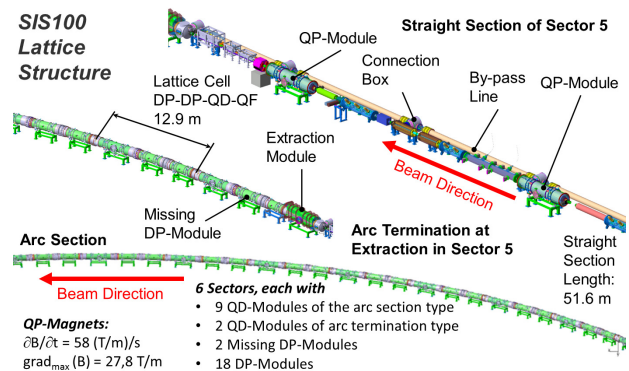 SIS100
Lattice
Structure
Straight Section of Sector 5
QP-Module
Connection
Box
By-pass
Line
QP-Module
Lattice Cell
DP-DP-QD-QF
12.9 m
Extraction
Module
Beam Direction
Missing
DP-Module
Arc Termination at
Extraction in Sector 5
Straight
Section
Length:
51.6 m
Arc Section
Beam Direction
6 Sectors, each with
• 9 QD-Modules of the arc section type
• 2 QD-Modules of arc termination type
• 2 Missing DP-Modules
• 18 DP-Modules
QP-Magnets:
∂B/∂t = 58 (T/m)/s
grad_max (B) = 27,8 T/m